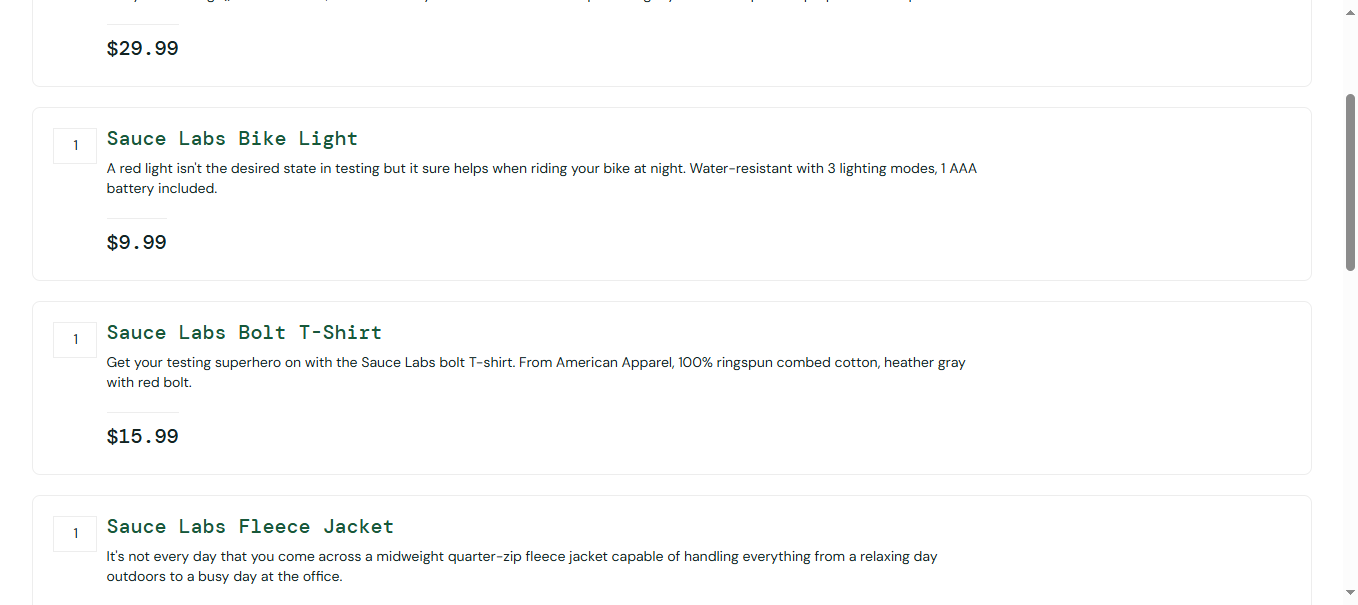 $29.99
1
Sauce Labs Bike Light
A red light isn't the desired state in testing but it sure helps when riding your bike at night. Water-resistant with 3 lighting modes, 1 AAA
battery included.
$9.99
1
Sauce Labs Bolt T-Shirt
Get your testing superhero on with the Sauce Labs bolt T-shirt. From American Apparel, 100% ringspun combed cotton, heather gray
with red bolt.
$15.99
1
Sauce Labs Fleece Jacket
It's not every day that you come across a midweight quarter-zip fleece jacket capable of handling everything from a relaxing day
outdoors to a busy day at the office.